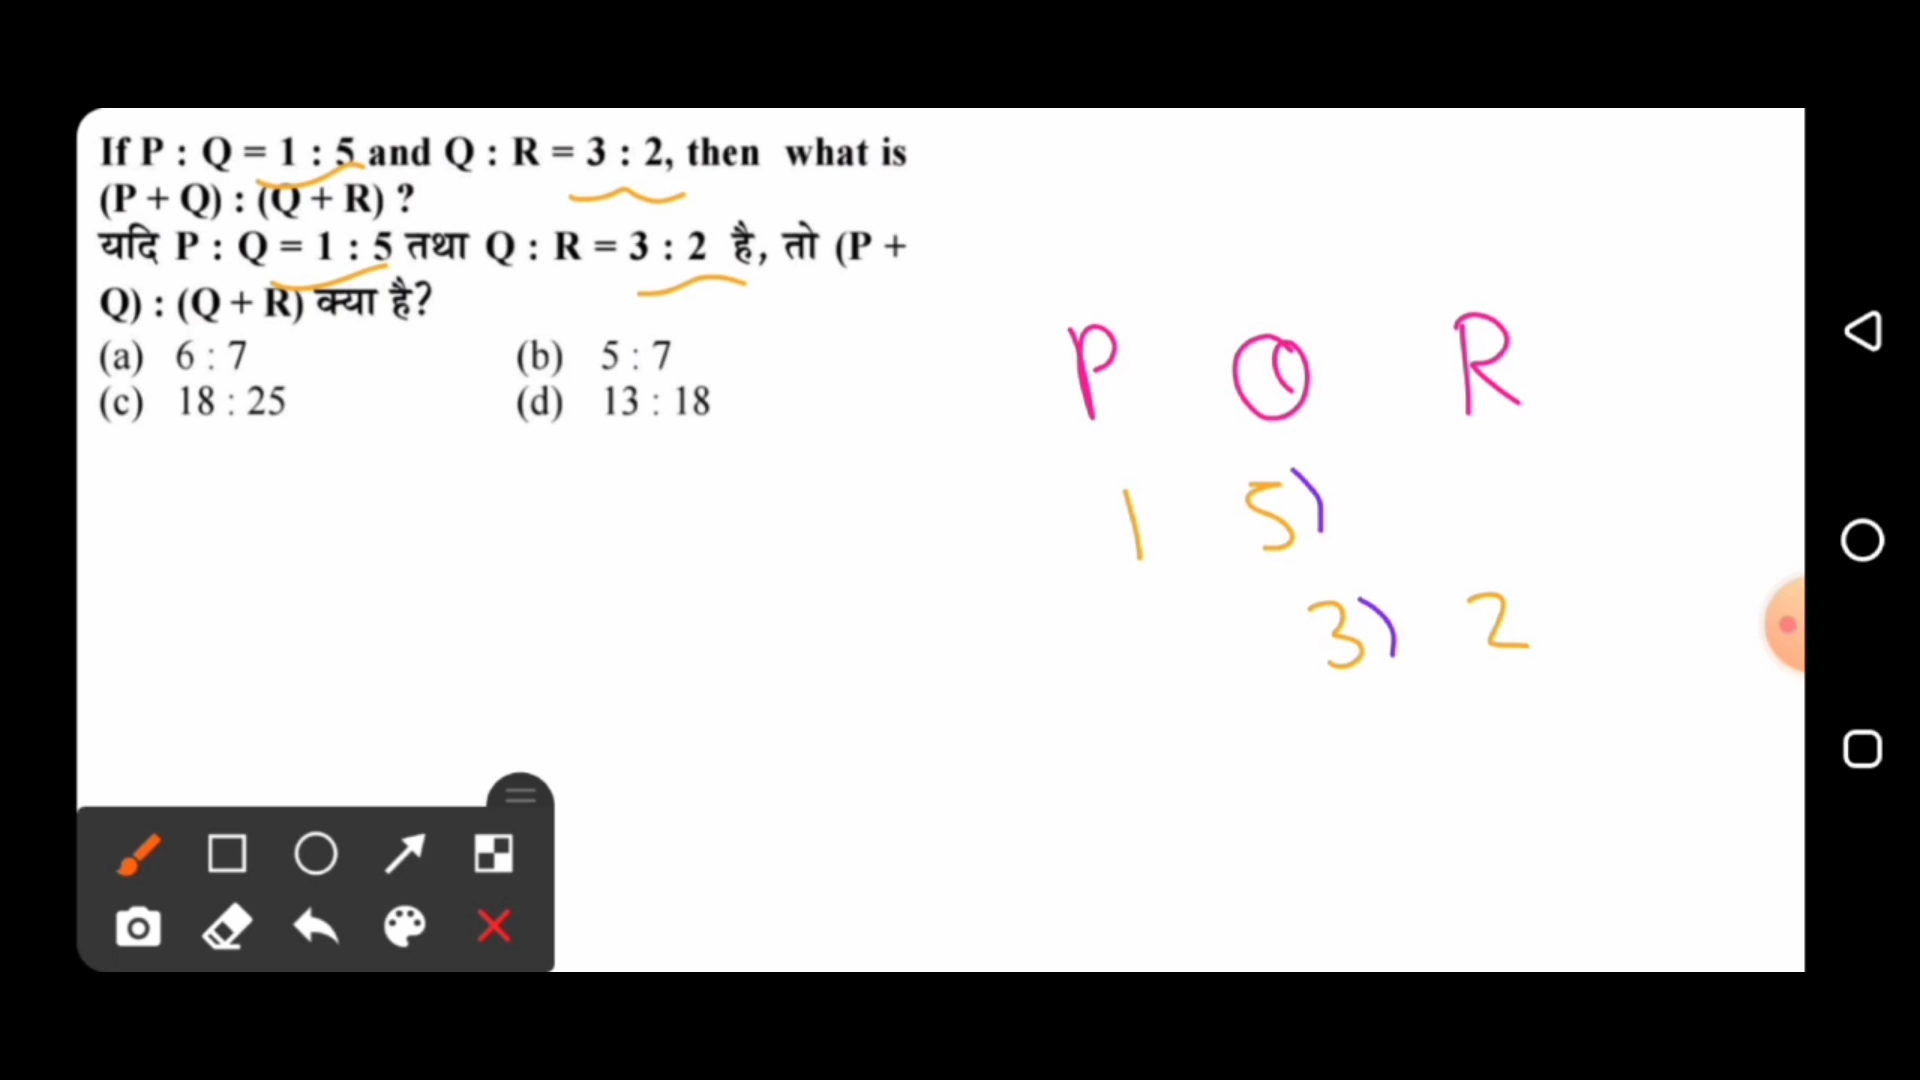 If P : Q = 1 : 5 and Q : R = 3 : 2, then what is
(P + Q) : (Q + R) ?
यदि P : Q = 1 : 5 तथा Q : R = 3 : 2 है, तो (P +
Q) : (Q + R) क्या है?
(a) 6 : 7 (b) 5 : 7
(c) 18 : 25 (d) 13 : 18
P Q R
1 5)
3) 2